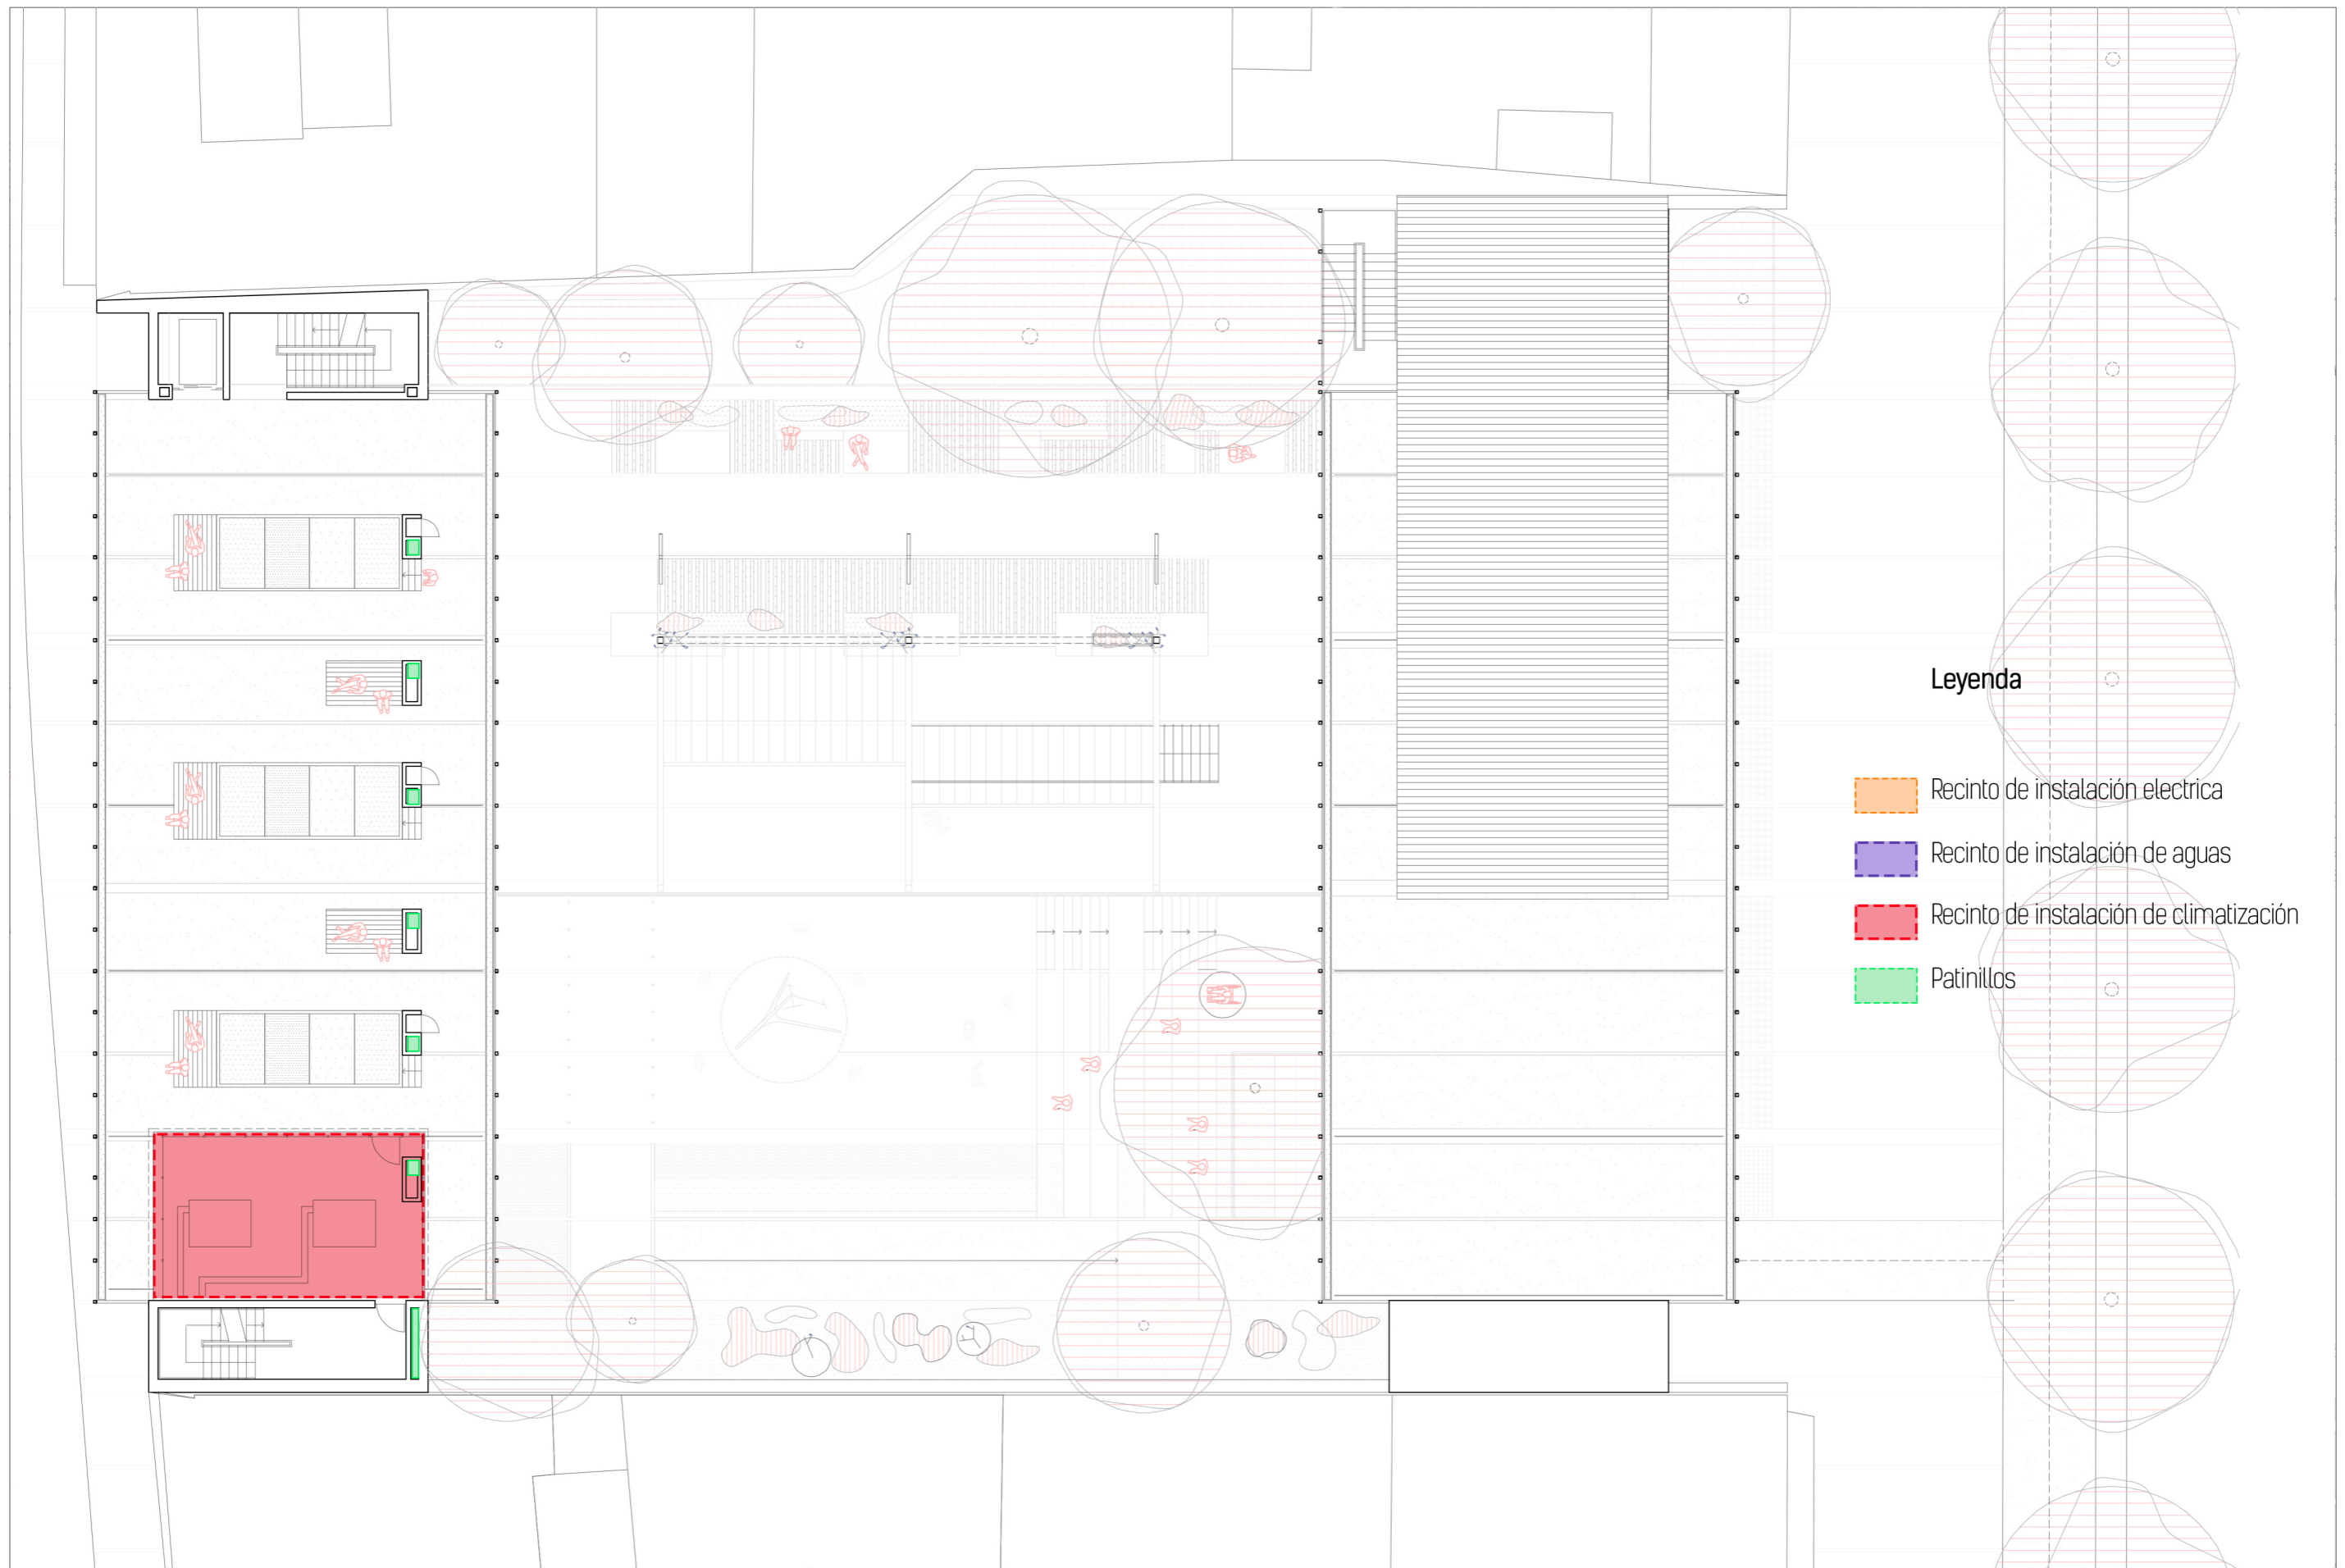 Leyenda
Recinto de instalación electrica
Recinto de instalación de aguas
Recinto de instalación de climatización
Patinillos